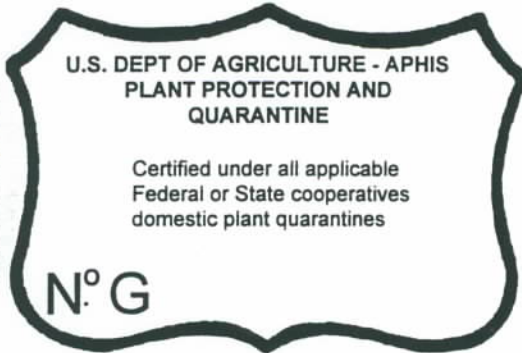 U.S. DEPT OF AGRICULTURE - APHIS
PLANT PROTECTION AND
QUARANTINE
Certified under all applicable
Federal or State cooperatives
domestic plant quarantines
Nº G